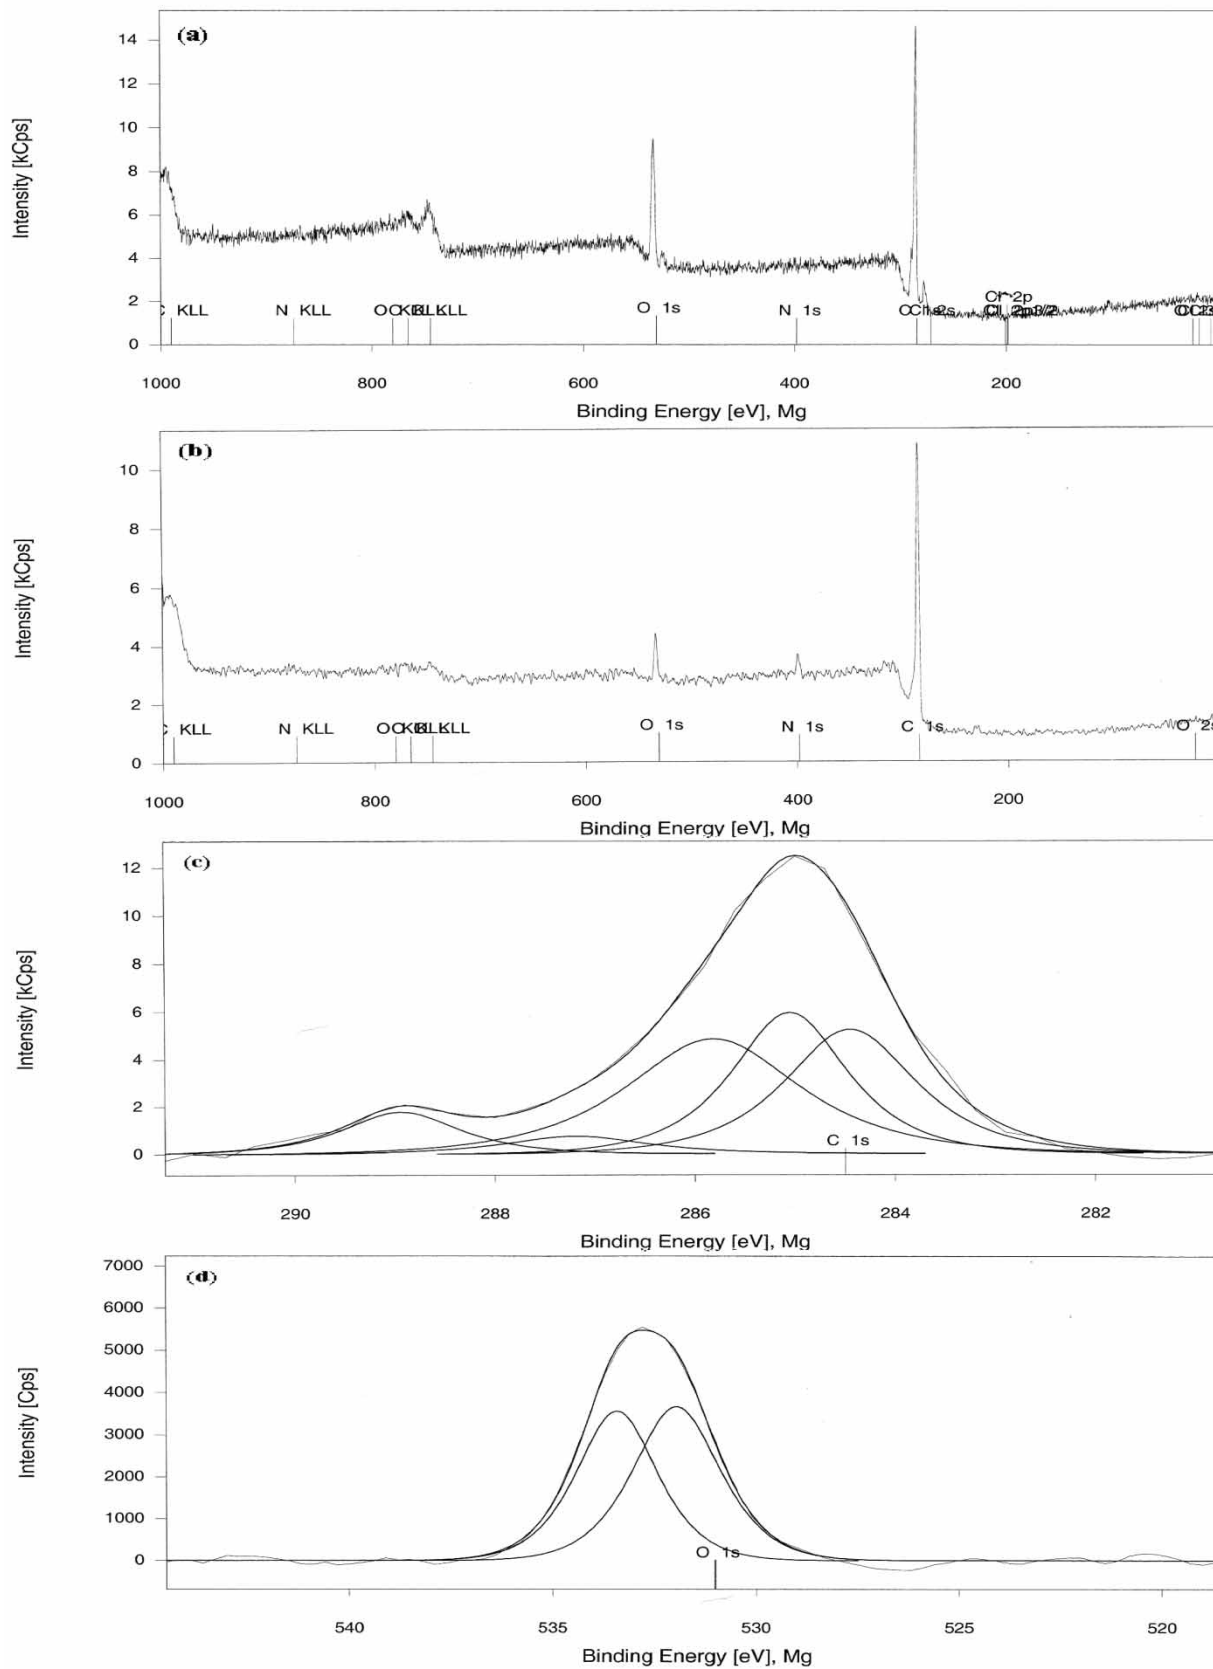 (a)
Intensity [kCps]
14
12
10
8
6
4
2
0
KLL
N KLL
KLL
O 1s
N 1s
Cl 2p
1000
800
600
400
200
Binding Energy [eV], Mg
(b)
Intensity [kCps]
10
8
6
4
2
0
KLL
N KLL
KLL
O 1s
N 1s
C 1s
O 2s
1000
800
600
400
200
Binding Energy [eV], Mg
(c)
Intensity [kCps]
12
10
8
6
4
2
0
C 1s
290
288
286
284
282
Binding Energy [eV], Mg
(d)
Intensity [Cps]
7000
6000
5000
4000
3000
2000
1000
0
O 1s
540
535
530
525
520
Binding Energy [eV], Mg